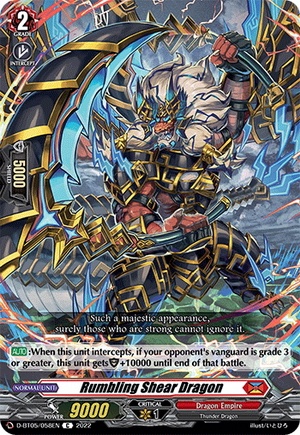 2
GRADE
INTERCEPT
5000
SHIELD
Such a majestic appearance,
surely those who are strong cannot ignore it.
AUTO:When this unit intercepts, if your opponent's vanguard is grade 3
or greater, this unit gets +10000 until end of that battle.
NORMAL UNIT
Rumbling Shear Dragon
POWER 9000
CRITICAL
1
Dragon Empire
Thunder Dragon
D-BT05/058EN C 2022